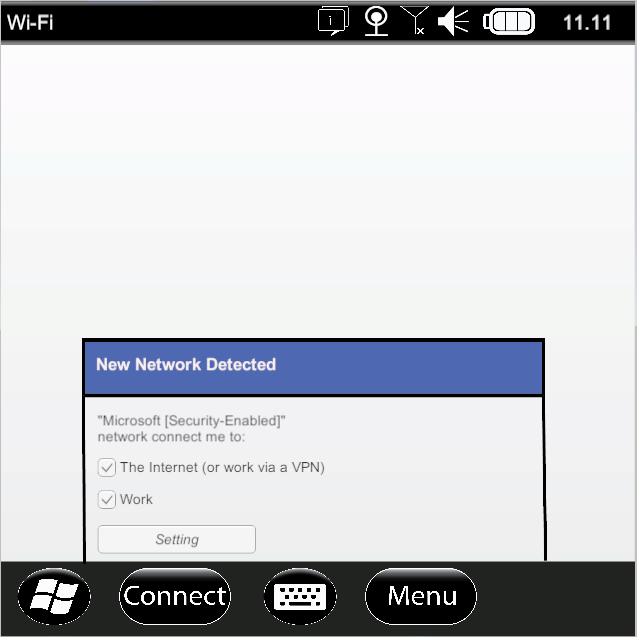 Wi-Fi
11.11
New Network Detected
"Microsoft [Security-Enabled]"
network connect me to:
The Internet (or work via a VPN)
Work
Setting
Connect
Menu